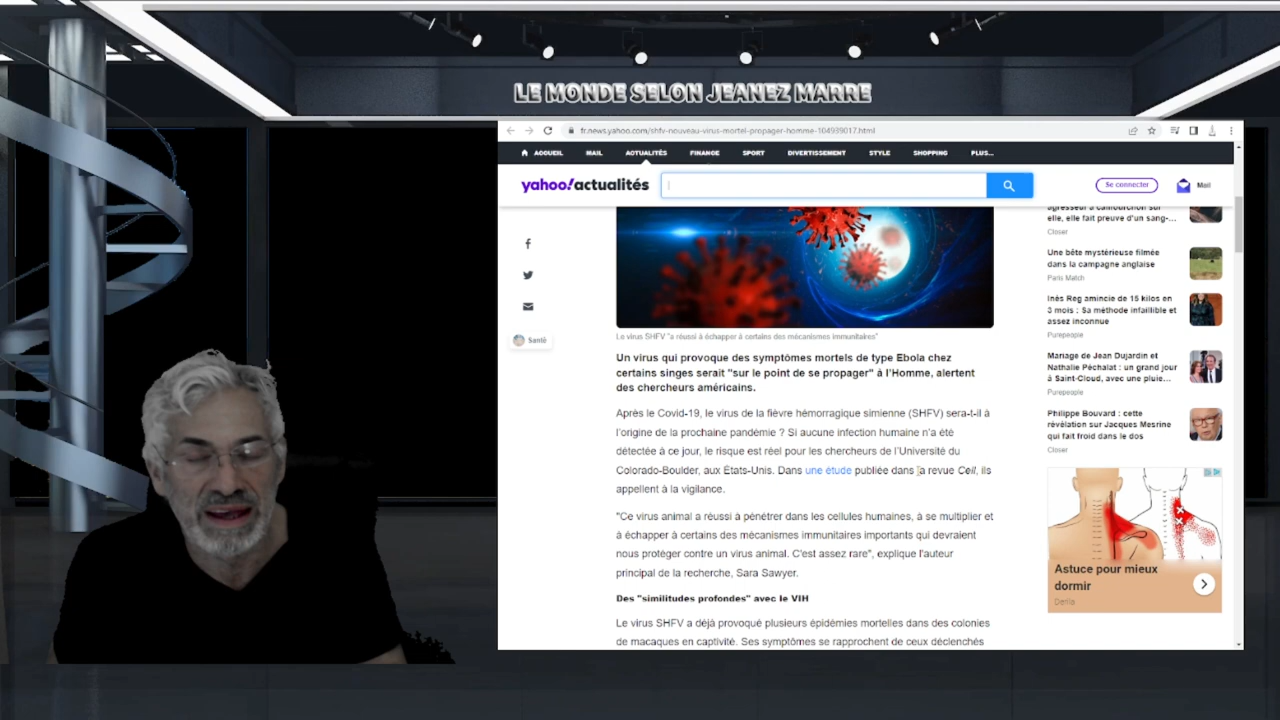 LE MONDE SELON JEANEZ MARRE
fr.news.yahoo.com/shfv-nouveau-virus-mortel-propager-homme-104939017.html
ACCUEIL MAIL ACTUALITÉS FINANCE SPORT DIVERTISSEMENT STYLE SHOPPING PLUS...
yahoo!actualités
Se connecter
Mail
Santé
Le virus SHFV "a réussi à échapper à certains des mécanismes immunitaires"
Un virus qui provoque des symptômes mortels de type Ebola chez
certains singes serait "sur le point de se propager" à l'Homme, alertent
des chercheurs américains.
Après le Covid-19, le virus de la fièvre hémorragique simienne (SHFV) sera-t-il à
l'origine de la prochaine pandémie ? Si aucune infection humaine n'a été
détectée à ce jour, le risque est réel pour les chercheurs de l'Université du
Colorado-Boulder, aux États-Unis. Dans une étude publiée dans la revue Cell, ils
appellent à la vigilance.
"Ce virus animal a réussi à pénétrer dans les cellules humaines, à se multiplier et
à échapper à certains des mécanismes immunitaires importants qui devraient
nous protéger contre un virus animal. C'est assez rare", explique l'auteur
principal de la recherche, Sara Sawyer.
Des "similitudes profondes" avec le VIH
Le virus SHFV a déjà provoqué plusieurs épidémies mortelles dans des colonies
de macaques en captivité. Ses symptômes se rapprochent de ceux déclenchés
agresseur à califourchon sur
elle, elle fait preuve d'un sang-...
Closer
Une bête mystérieuse filmée
dans la campagne anglaise
Paris Match
Inès Reg amincie de 15 kilos en
3 mois : Sa méthode infaillible et
assez inconnue
Purepeople
Mariage de Jean Dujardin et
Nathalie Péchalat : un grand jour
à Saint-Cloud, avec une pluie...
Purepeople
Philippe Bouvard : cette
révélation sur Jacques Mesrine
qui fait froid dans le dos
Closer
Astuce pour mieux
dormir
Derila